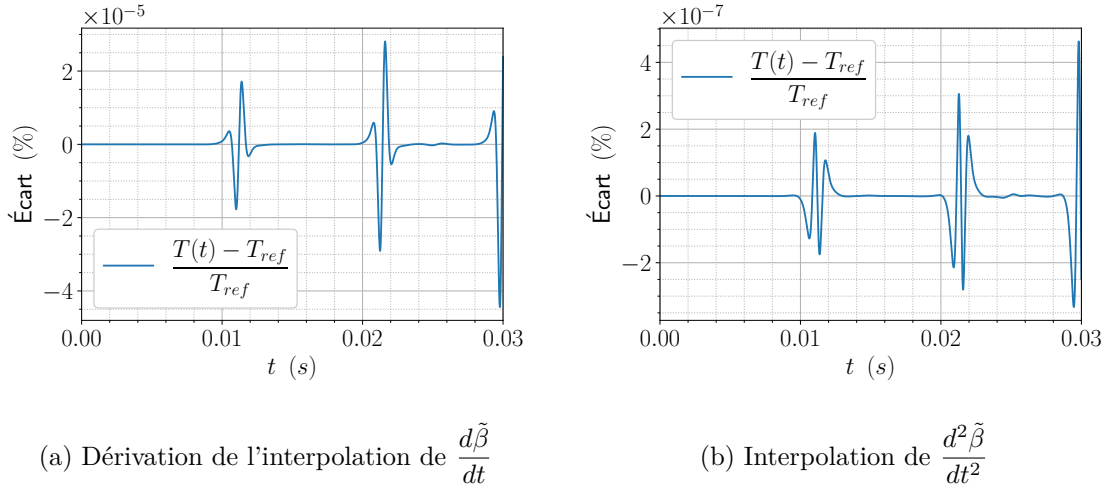 ×10⁻⁵
2
0
−2
−4
Écart (%)
T(t) − T_ref
T_ref
0.00 0.01 0.02 0.03
t (s)
(a) Dérivation de l'interpolation de dβ̃/dt
×10⁻⁷
4
2
0
−2
Écart (%)
T(t) − T_ref
T_ref
0.00 0.01 0.02 0.03
t (s)
(b) Interpolation de d²β̃/dt²